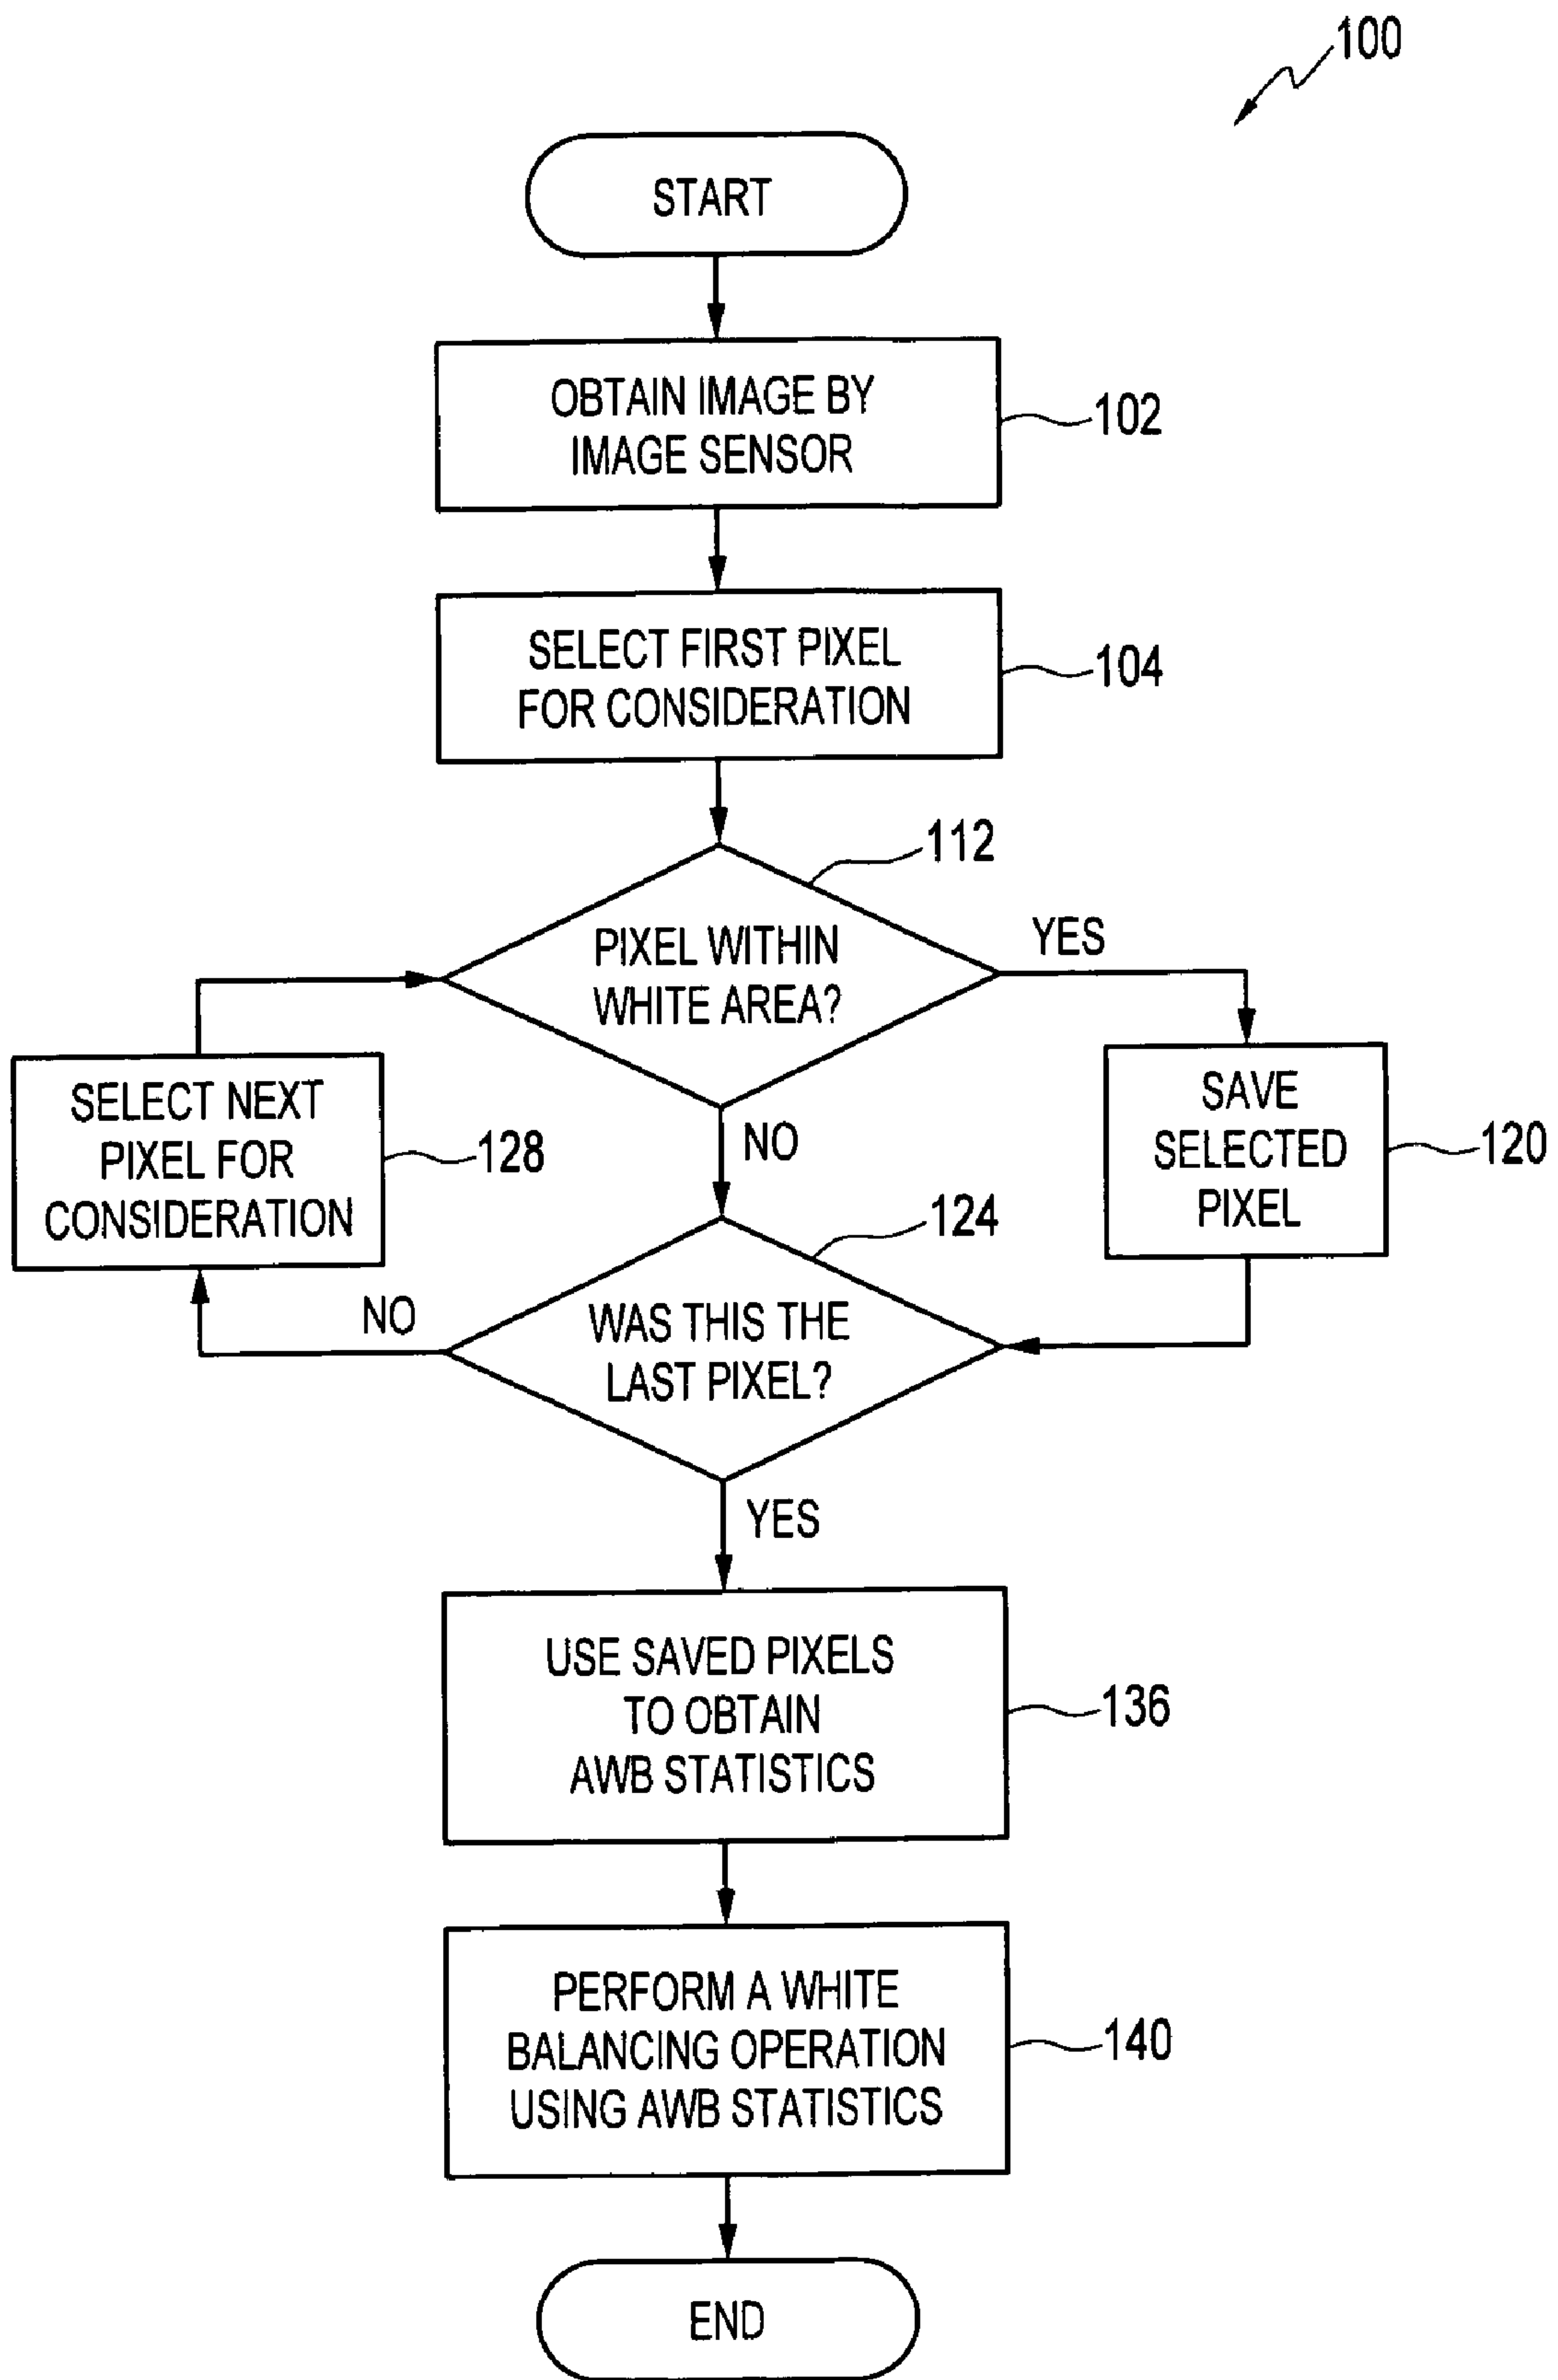 100
START
OBTAIN IMAGE BY
IMAGE SENSOR
102
SELECT FIRST PIXEL
FOR CONSIDERATION
104
112
PIXEL WITHIN
WHITE AREA?
YES
NO
SAVE
SELECTED
PIXEL
120
SELECT NEXT
PIXEL FOR
CONSIDERATION
128
124
WAS THIS THE
LAST PIXEL?
NO
YES
USE SAVED PIXELS
TO OBTAIN
AWB STATISTICS
136
PERFORM A WHITE
BALANCING OPERATION
USING AWB STATISTICS
140
END